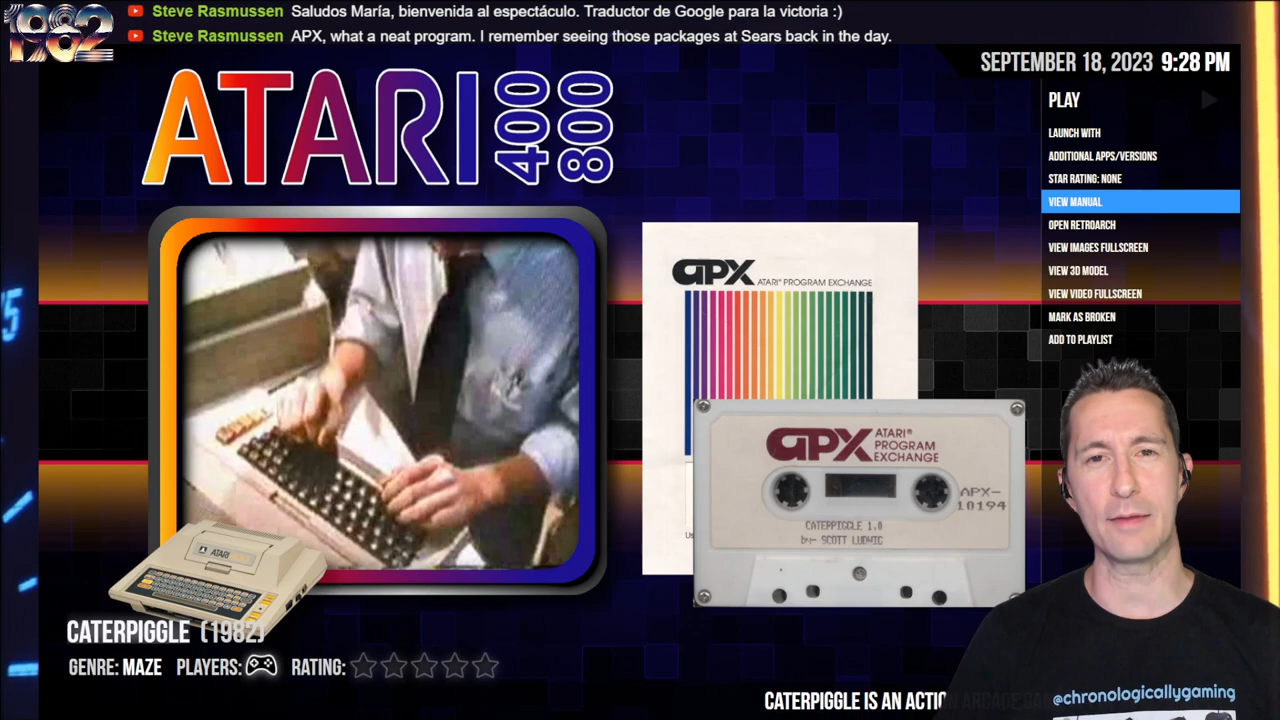 1982
Steve Rasmussen Saludos María, bienvenida al espectáculo. Traductor de Google para la victoria :)
Steve Rasmussen APX, what a neat program. I remember seeing those packages at Sears back in the day.
SEPTEMBER 18, 2023 9:28 PM
ATARI 400 800
PLAY
LAUNCH WITH
ADDITIONAL APPS/VERSIONS
STAR RATING: NONE
VIEW MANUAL
OPEN RETROARCH
VIEW IMAGES FULLSCREEN
VIEW 3D MODEL
VIEW VIDEO FULLSCREEN
MARK AS BROKEN
ADD TO PLAYLIST
APX ATARI® PROGRAM EXCHANGE
APX ATARI®
PROGRAM
EXCHANGE
APX-
10194
CATERPIGGLE 1.0
by- SCOTT LUDWIG
ATARI
CATERPIGGLE (1982)
GENRE: MAZE PLAYERS: RATING:
CATERPIGGLE IS AN ACTION ARCADE
@chronologicallygaming